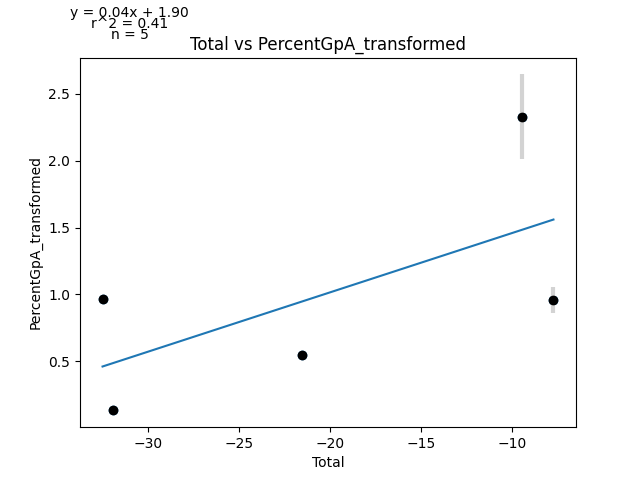 y = 0.04x + 1.90
r^2 = 0.41
n = 5
Total vs PercentGpA_transformed
PercentGpA_transformed
2.5
2.0
1.5
1.0
0.5
−30
−25
−20
−15
−10
Total